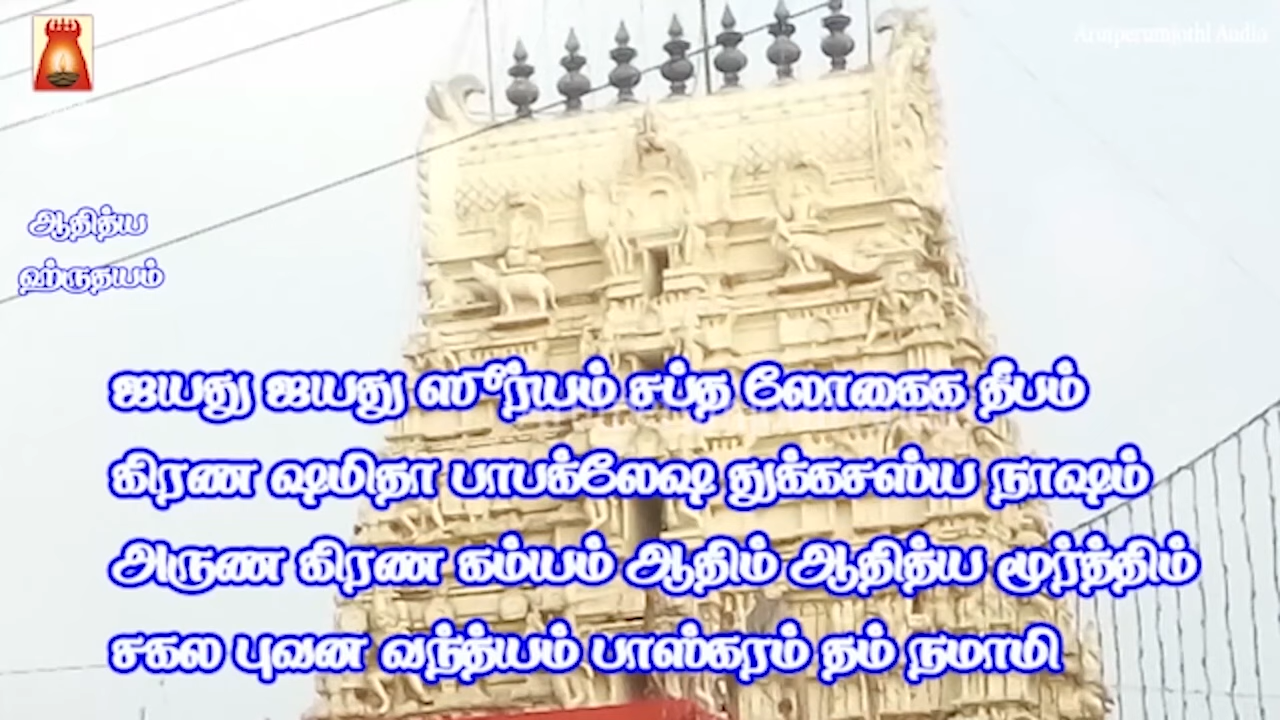 Arutperumjothi Audio
ஆதித்ய
ஹ்ருதயம்
ஜயது ஜயது ஸூர்யம் சப்த லோகைக தீபம்
கிரண ஷமிதா பாபக்லேஷ துக்கசஸ்ய நாஷம்
அருண கிரண கம்யம் ஆதிம் ஆதித்ய மூர்த்திம்
சகல புவன வந்த்யம் பாஸ்கரம் தம் நமாமி